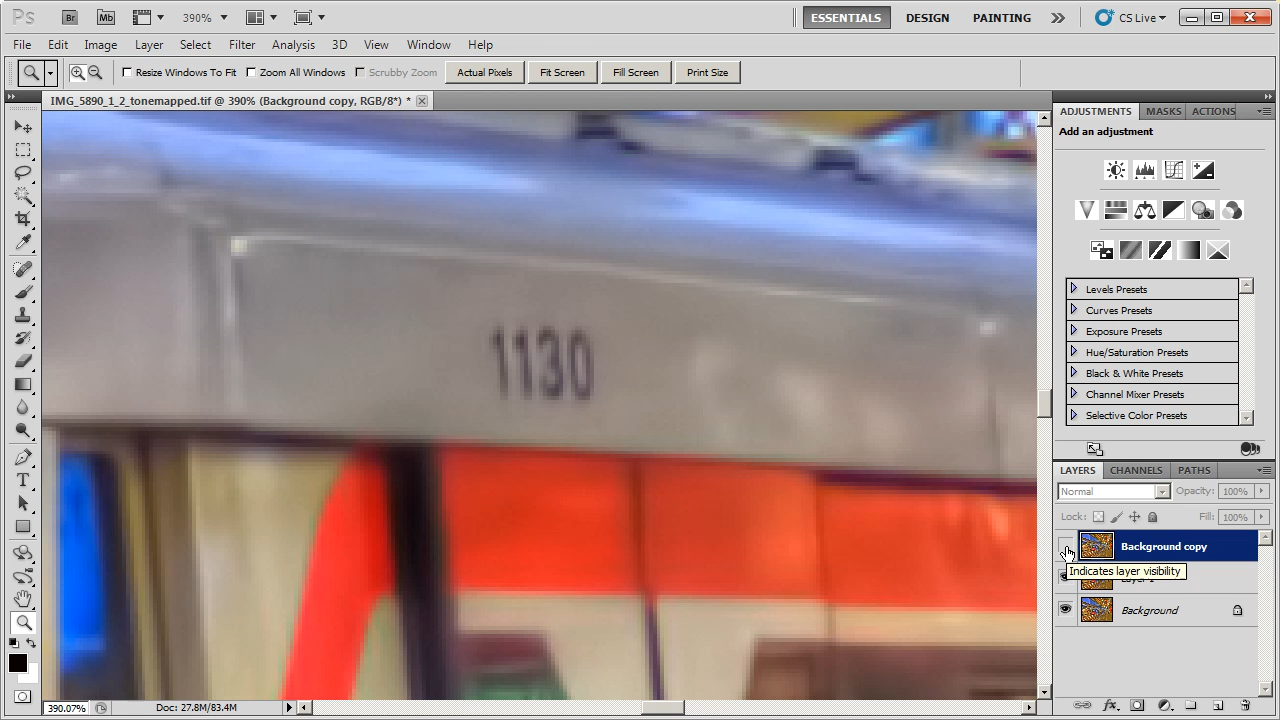 Ps Br Mb 390% ESSENTIALS DESIGN PAINTING CS Live
File Edit Image Layer Select Filter Analysis 3D View Window Help
Resize Windows To Fit Zoom All Windows Scrubby Zoom Actual Pixels Fit Screen Fill Screen Print Size
IMG_5890_1_2_tonemapped.tif @ 390% (Background copy, RGB/8*) *
1130
390.07% Doc: 27.8M/83.4M
ADJUSTMENTS MASKS ACTIONS
Add an adjustment
Levels Presets
Curves Presets
Exposure Presets
Hue/Saturation Presets
Black & White Presets
Channel Mixer Presets
Selective Color Presets
LAYERS CHANNELS PATHS
Normal Opacity: 100%
Lock: Fill: 100%
Background copy
Indicates layer visibility
Background